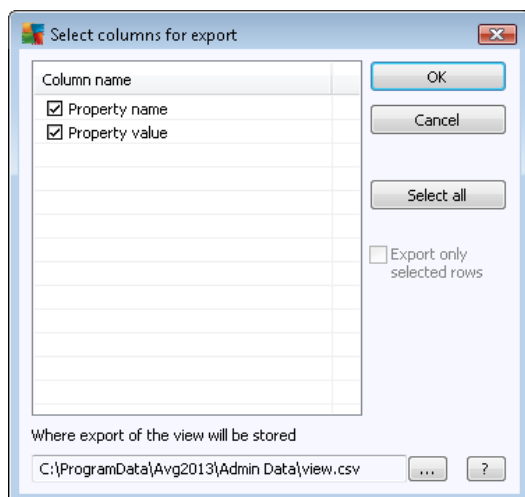 Select columns for export
Column name
OK
Property name
Property value
Cancel
Select all
Export only
selected rows
Where export of the view will be stored
C:\ProgramData\Avg2013\Admin Data\view.csv
...
?